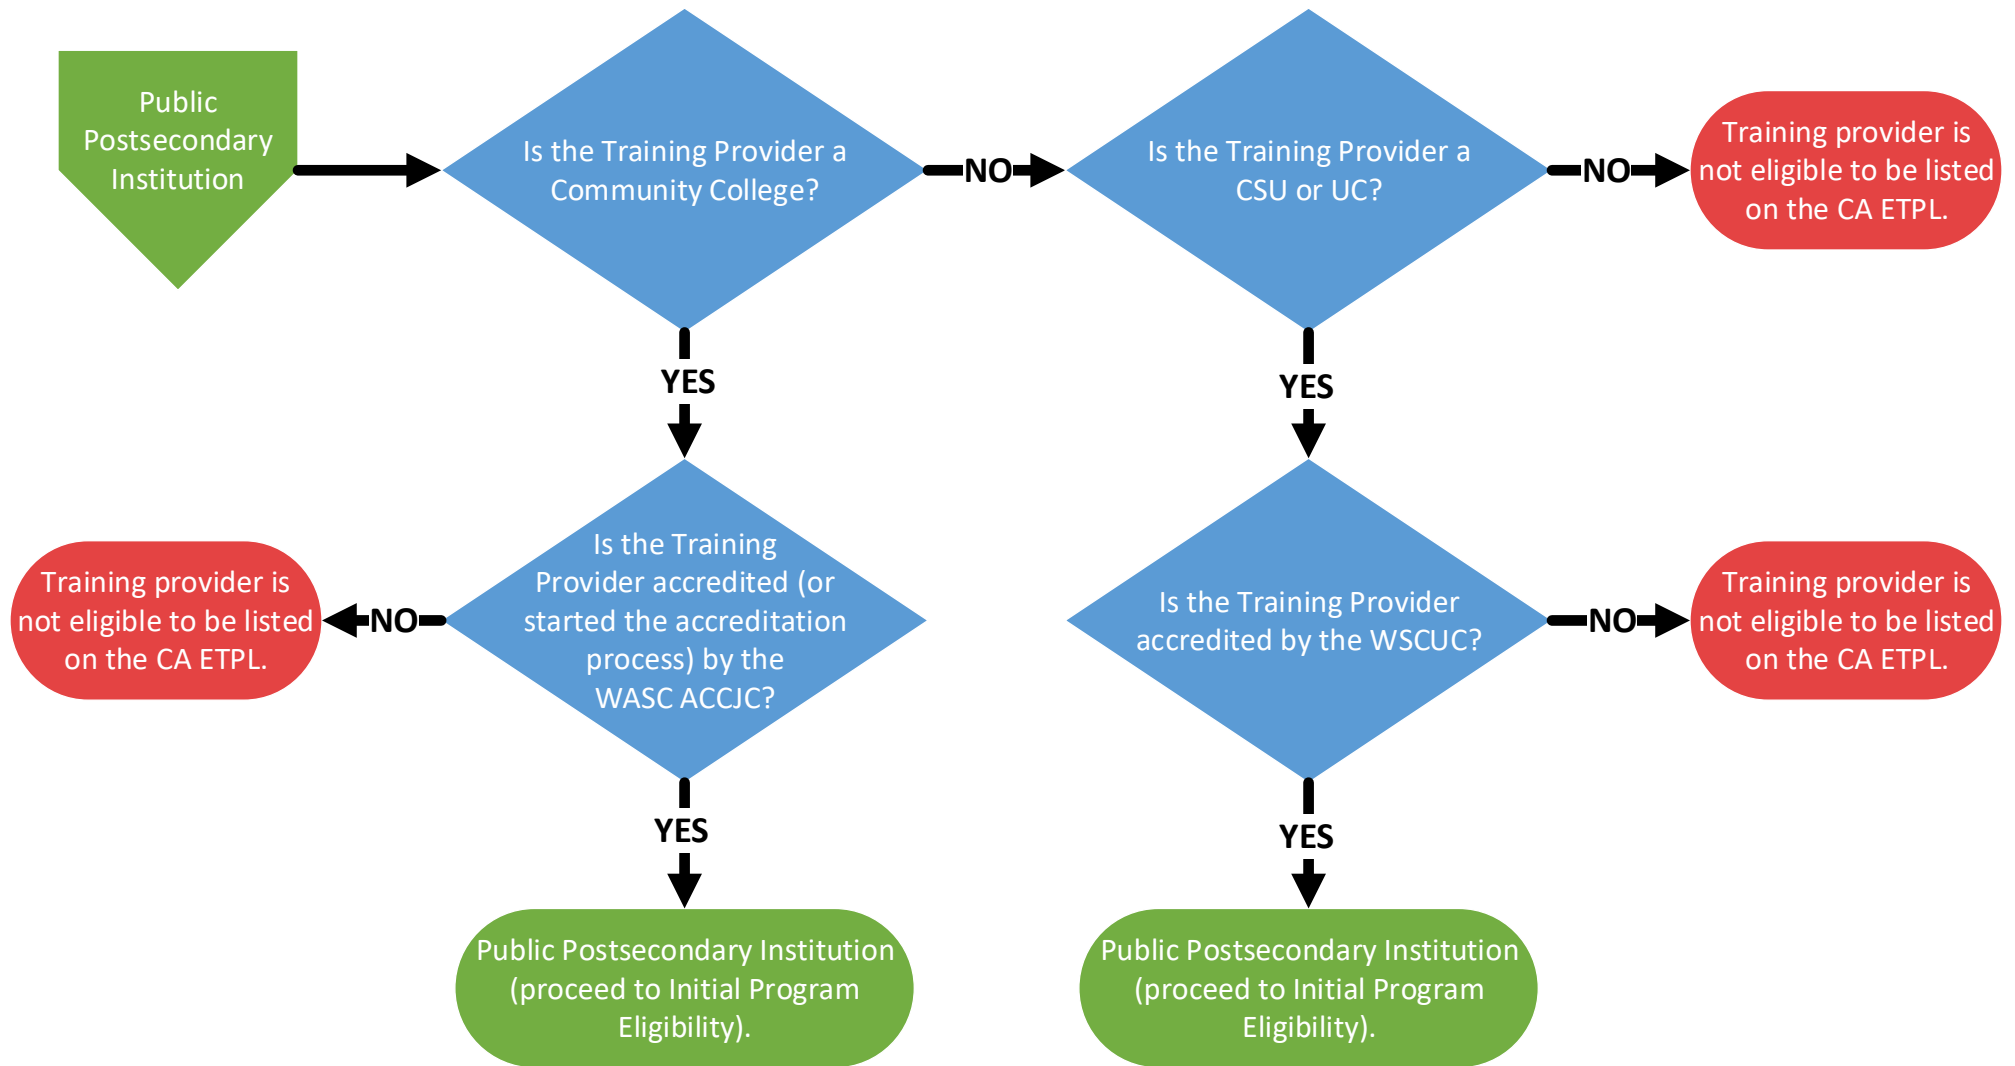 Public
Postsecondary
Institution
Is the Training Provider a
Community College?
NO
Is the Training Provider a
CSU or UC?
NO
Training provider is
not eligible to be listed
on the CA ETPL.
YES
YES
Training provider is
not eligible to be listed
on the CA ETPL.
NO
Is the Training
Provider accredited (or
started the accreditation
process) by the
WASC ACCJC?
Is the Training Provider
accredited by the WSCUC?
NO
Training provider is
not eligible to be listed
on the CA ETPL.
YES
YES
Public Postsecondary Institution
(proceed to Initial Program
Eligibility).
Public Postsecondary Institution
(proceed to Initial Program
Eligibility).